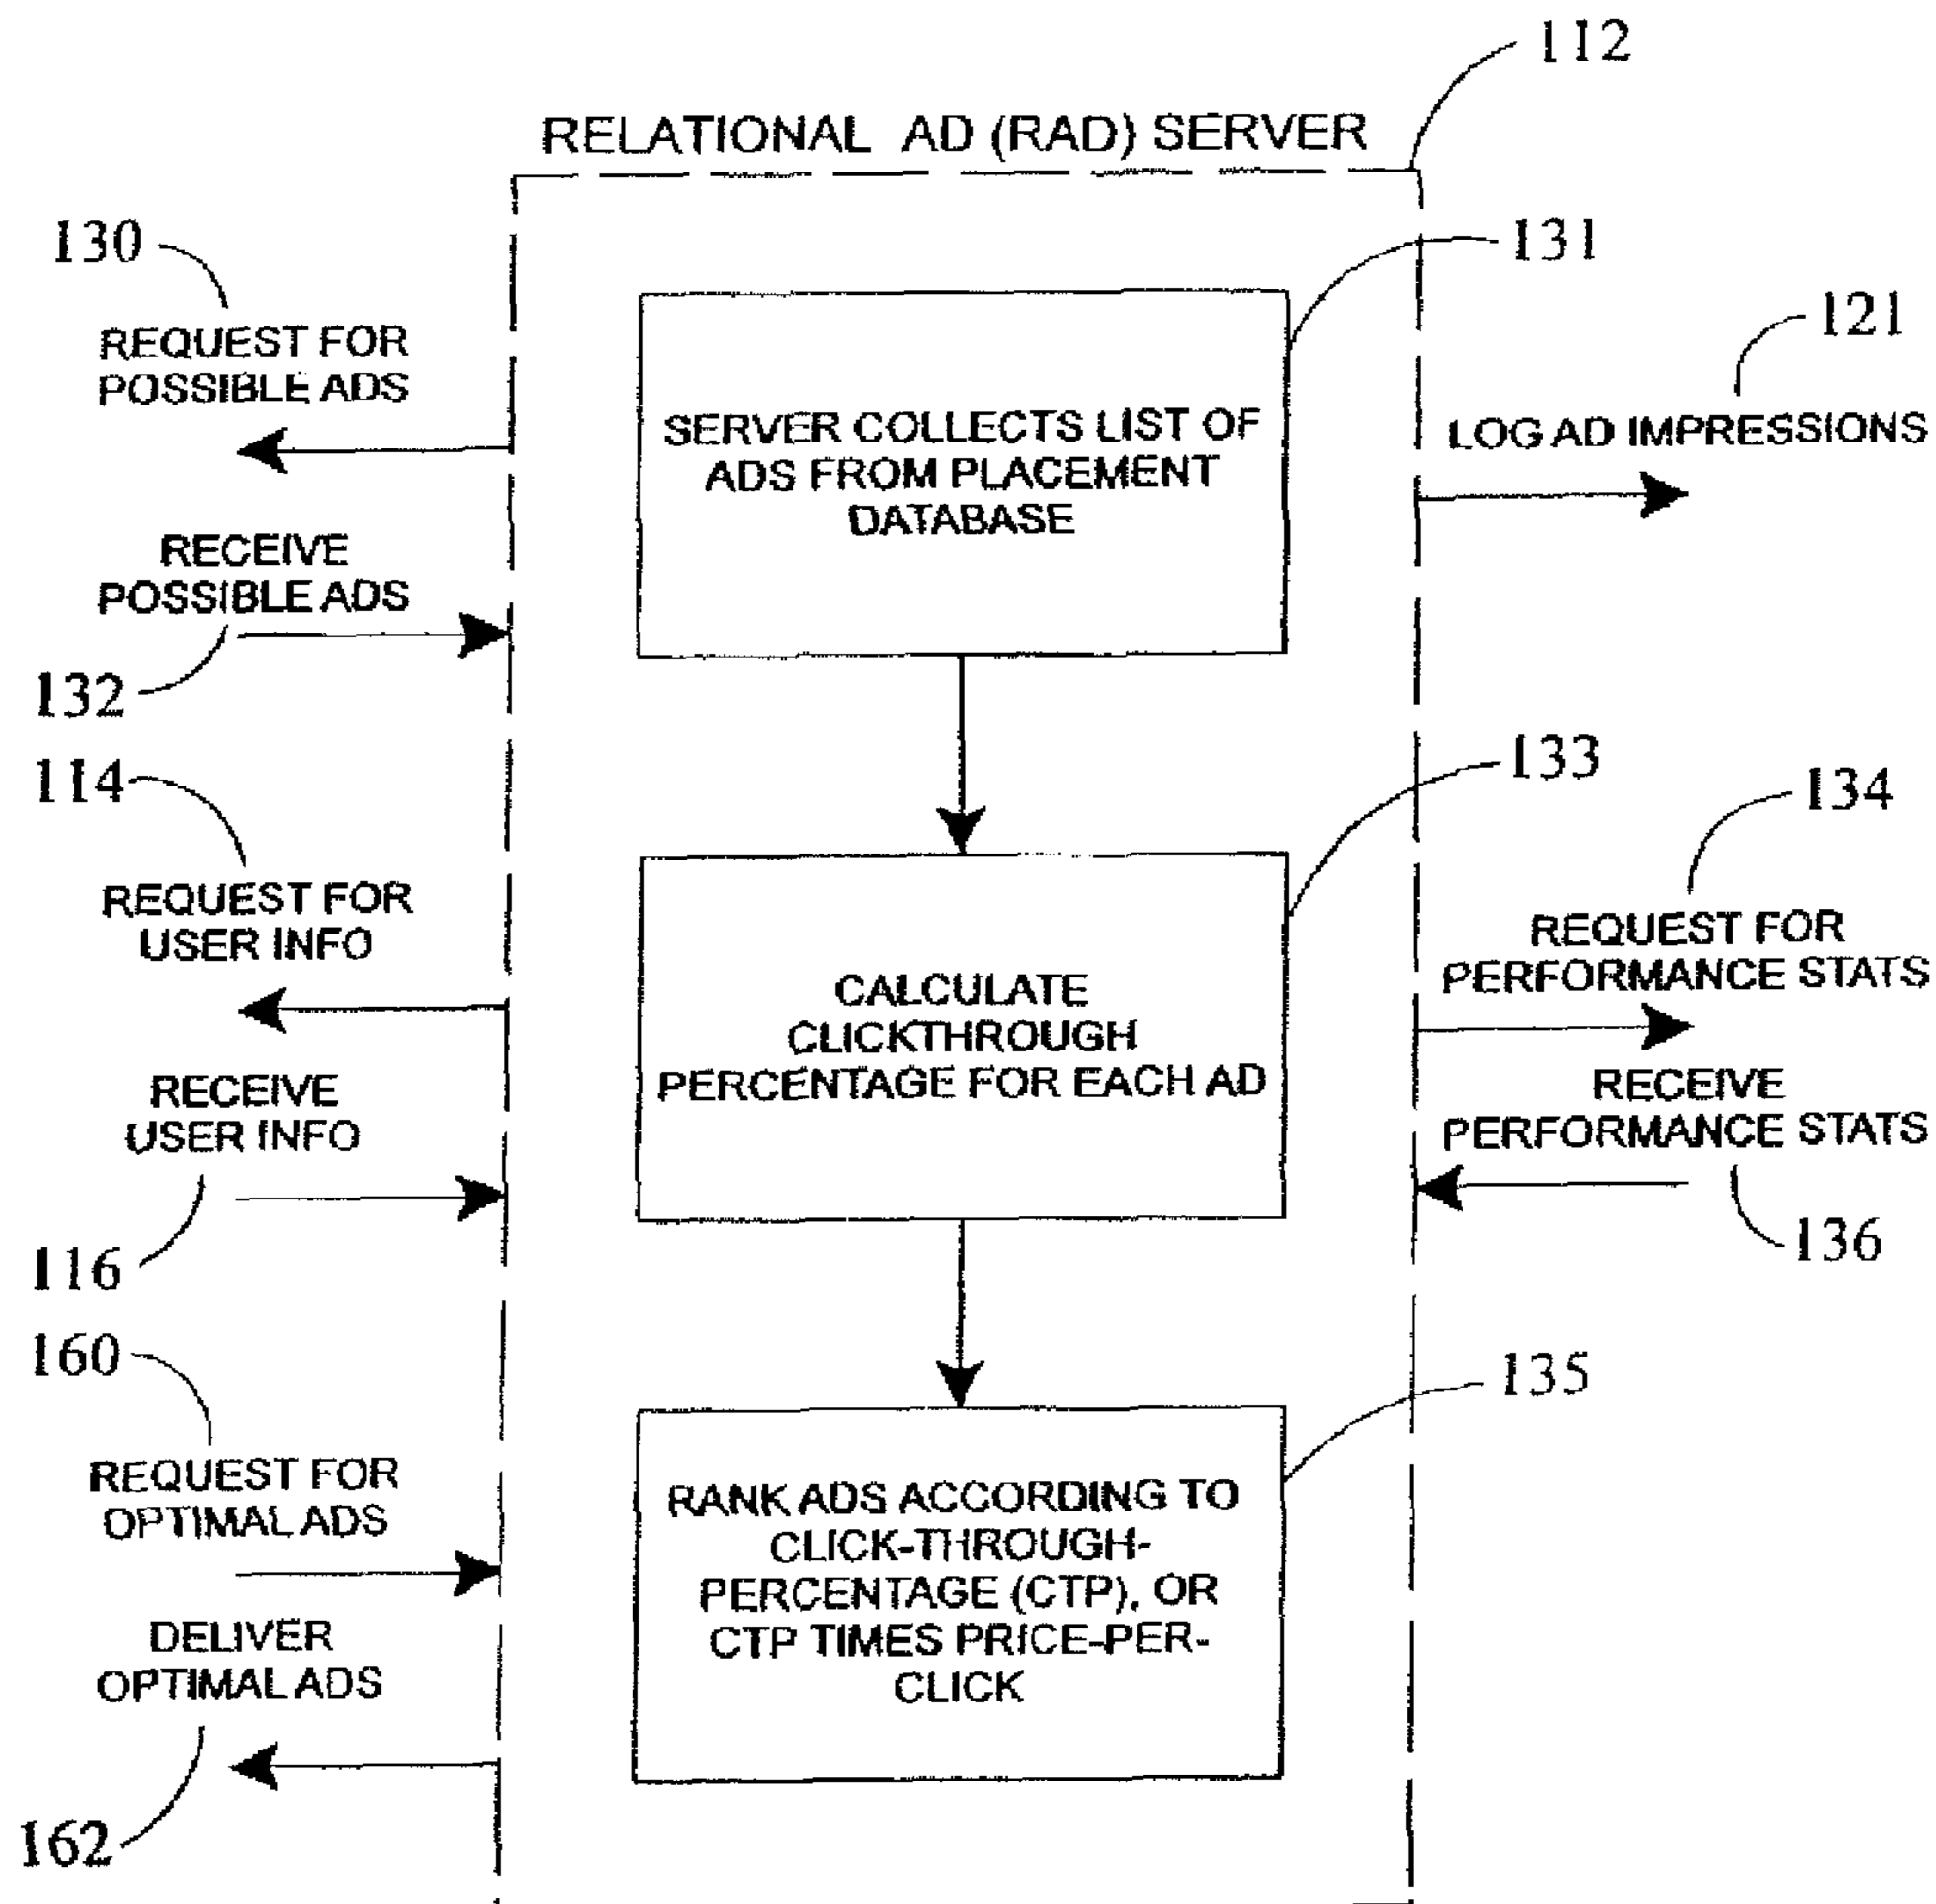 112
RELATIONAL AD (RAD) SERVER
130
REQUEST FOR
POSSIBLE ADS
RECEIVE
POSSIBLE ADS
132
114
REQUEST FOR
USER INFO
RECEIVE
USER INFO
116
160
REQUEST FOR
OPTIMAL ADS
DELIVER
OPTIMAL ADS
162
131
SERVER COLLECTS LIST OF
ADS FROM PLACEMENT
DATABASE
133
CALCULATE
CLICKTHROUGH
PERCENTAGE FOR EACH AD
135
RANK ADS ACCORDING TO
CLICK-THROUGH-
PERCENTAGE (CTP), OR
CTP TIMES PRICE-PER-
CLICK
121
LOG AD IMPRESSIONS
134
REQUEST FOR
PERFORMANCE STATS
RECEIVE
PERFORMANCE STATS
136